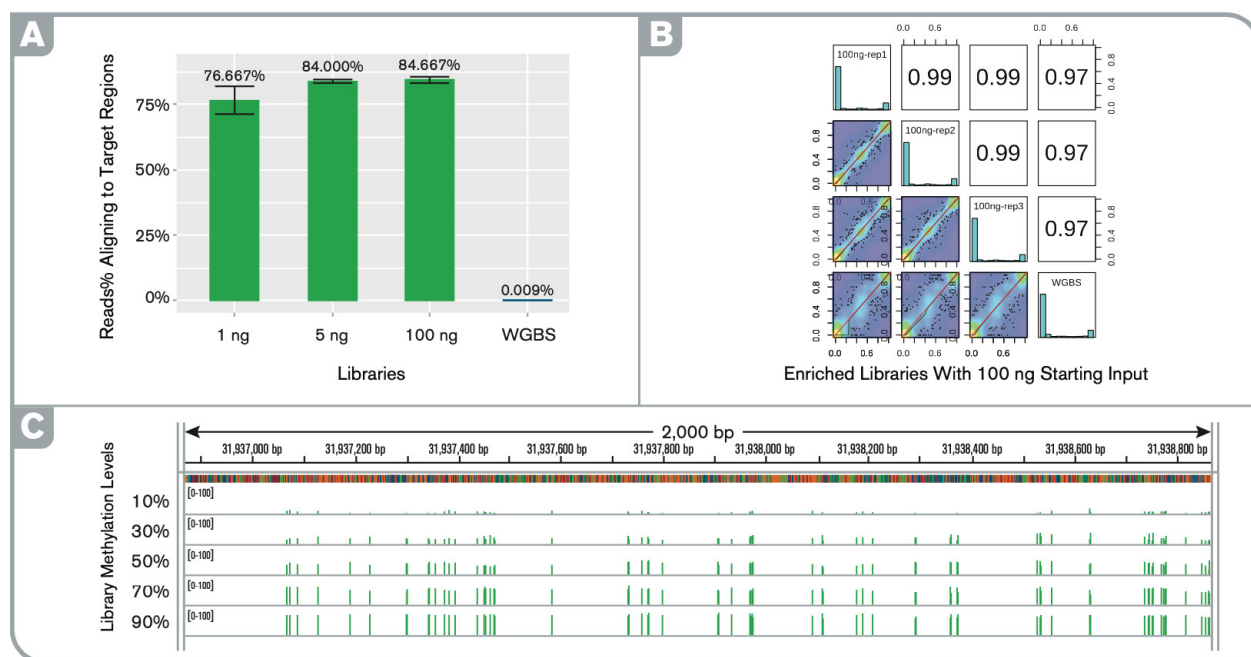 A
76.667%
84.000%
84.667%
0.009%
75%
50%
25%
0%
Reads% Aligning to Target Regions
1 ng
5 ng
100 ng
WGBS
Libraries
B
0.0 0.6
0.0 0.6
100ng-rep1
0.99
0.99
0.97
0.0 0.4 0.8
0.0 0.4 0.8
100ng-rep2
0.99
0.97
0.0 0.6
0.0 0.4 0.8
100ng-rep3
0.97
0.0 0.4 0.8
0.0 0.4 0.8
WGBS
0.0 0.6
0.0 0.6
0.0 0.6
Enriched Libraries With 100 ng Starting Input
C
2,000 bp
31,937,000 bp
31,937,200 bp
31,937,400 bp
31,937,600 bp
31,937,800 bp
31,938,000 bp
31,938,200 bp
31,938,400 bp
31,938,600 bp
31,938,800 bp
Library Methylation Levels
10% [0-100]
30% [0-100]
50% [0-100]
70% [0-100]
90% [0-100]